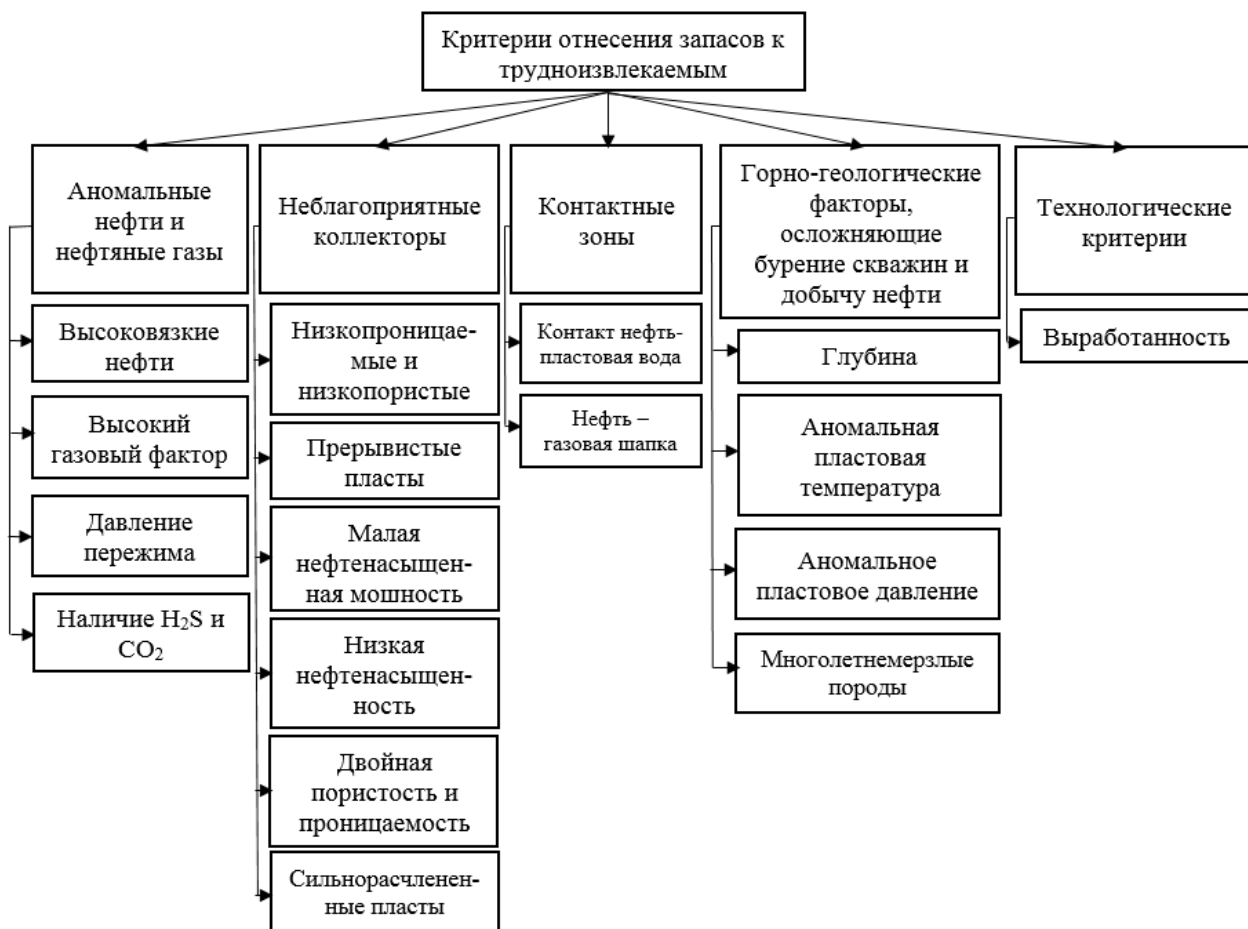 Критерии отнесения запасов к
трудноизвлекаемым
Аномальные
нефти и
нефтяные газы
Высоковязкие
нефти
Высокий
газовый фактор
Давление
пережима
Наличие H₂S и
CO₂
Неблагоприятные
коллекторы
Низкопроницае-
мые и
низкопористые
Прерывистые
пласты
Малая
нефтенасыщен-
ная мошность
Низкая
нефтенасыщен-
ность
Двойная
пористость и
проницаемость
Сильнорасчленен-
ные пласты
Контактные
зоны
Контакт нефть-
пластовая вода
Нефть –
газовая шапка
Горно-геологические
факторы,
осложняющие
бурение скважин и
добычу нефти
Глубина
Аномальная
пластовая
температура
Аномальное
пластовое давление
Многолетнемерзлые
породы
Технологические
критерии
Выработанность